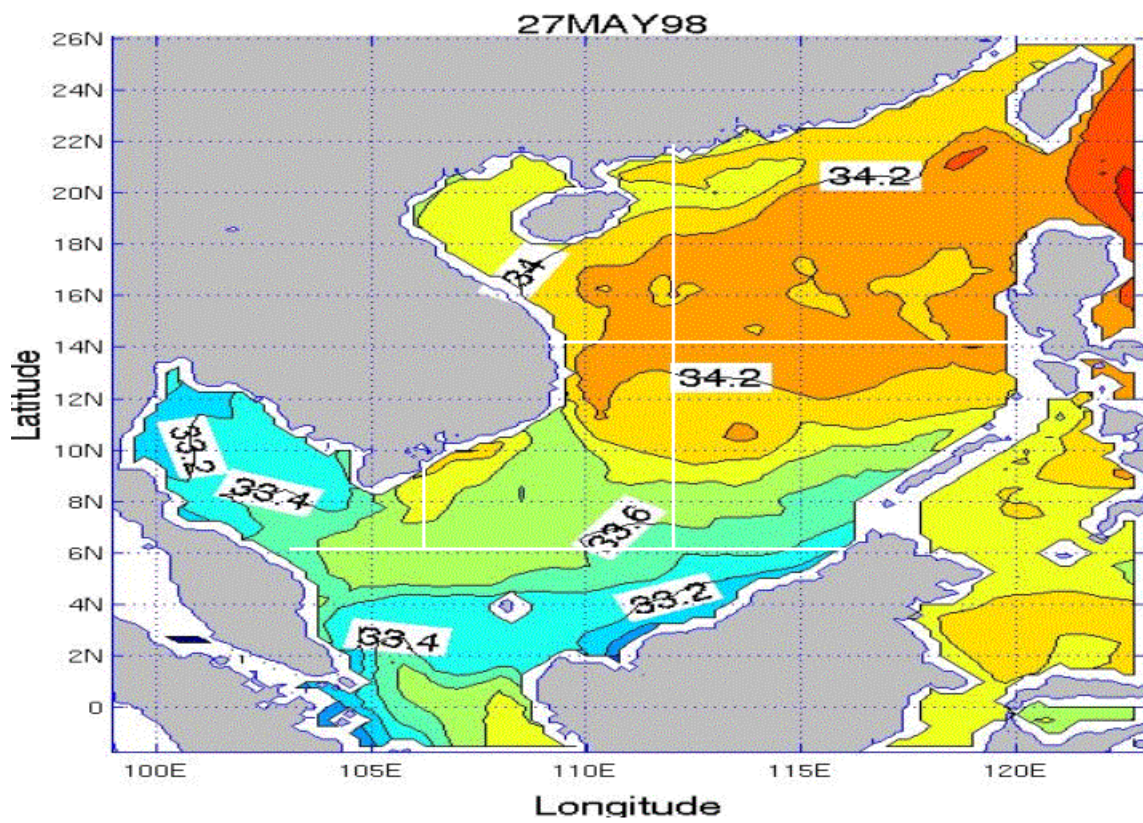 27MAY98
26N
24N
22N
20N
18N
16N
14N
12N
10N
8N
6N
4N
2N
0
Latitude
34.2
34
34.2
33.2
33.4
33.6
33.2
33.4
100E
105E
110E
115E
120E
Longitude